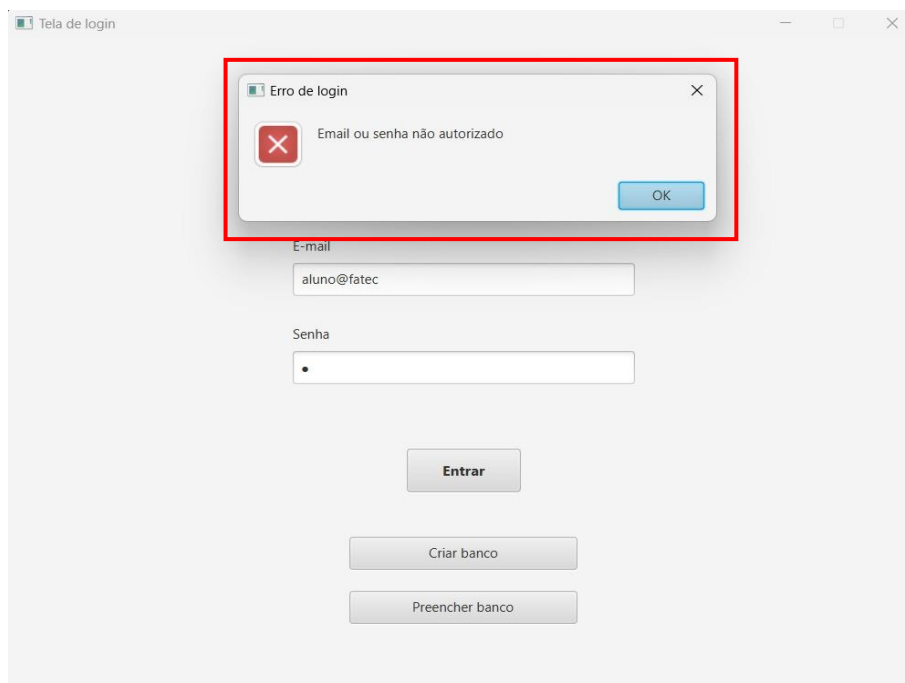 Tela de login
Erro de login
Email ou senha não autorizado
OK
E-mail
aluno@fatec
Senha
Entrar
Criar banco
Preencher banco